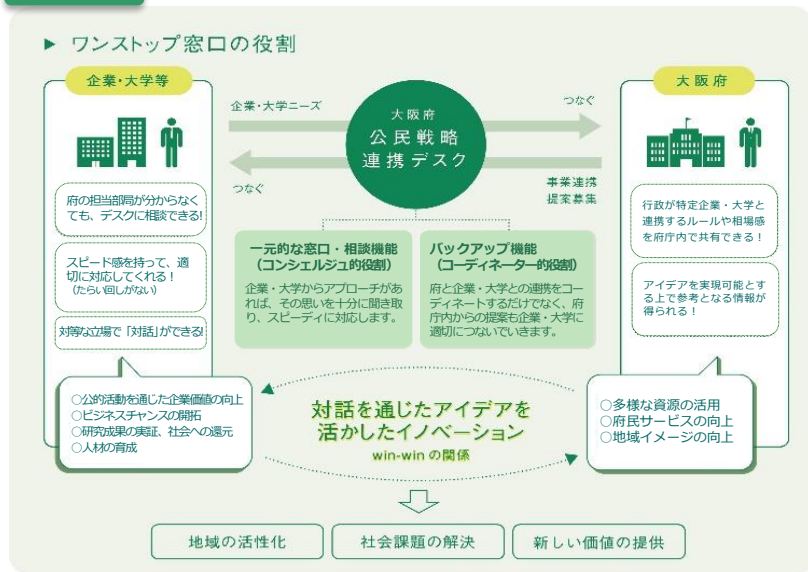 ▶ ワンストップ窓口の役割
企業・大学等
府の担当部局が分からなく
ても、デスクに相談できる!
スピード感を持って、適
切に対応してくれる！
（たらい回しがない）
対等な立場で「対話」ができる!
○公的活動を通じた企業価値の向上
○ビジネスチャンスの開拓
○研究成果の実証、社会への還元
○人材の育成
企業・大学ニーズ
つなぐ
大阪府
公民戦略
連携デスク
つなぐ
事業連携
提案募集
一元的な窓口・相談機能
（コンシェルジュ的役割）
企業・大学からアプローチがあ
れば、その思いを十分に聞き取
り、スピーディに対応します。
バックアップ機能
（コーディネーター的役割）
府と企業・大学との連携をコー
ディネートするだけでなく、府
庁内からの提案も企業・大学に
適切につないでいきます。
大阪府
行政が特定企業・大学と
連携するルールや相場感
を府庁内で共有できる！
アイデアを実現可能とす
る上で参考となる情報が
得られる！
○多様な資源の活用
○府民サービスの向上
○地域イメージの向上
対話を通じたアイデアを
活かしたイノベーション
win-win の関係
地域の活性化
社会課題の解決
新しい価値の提供